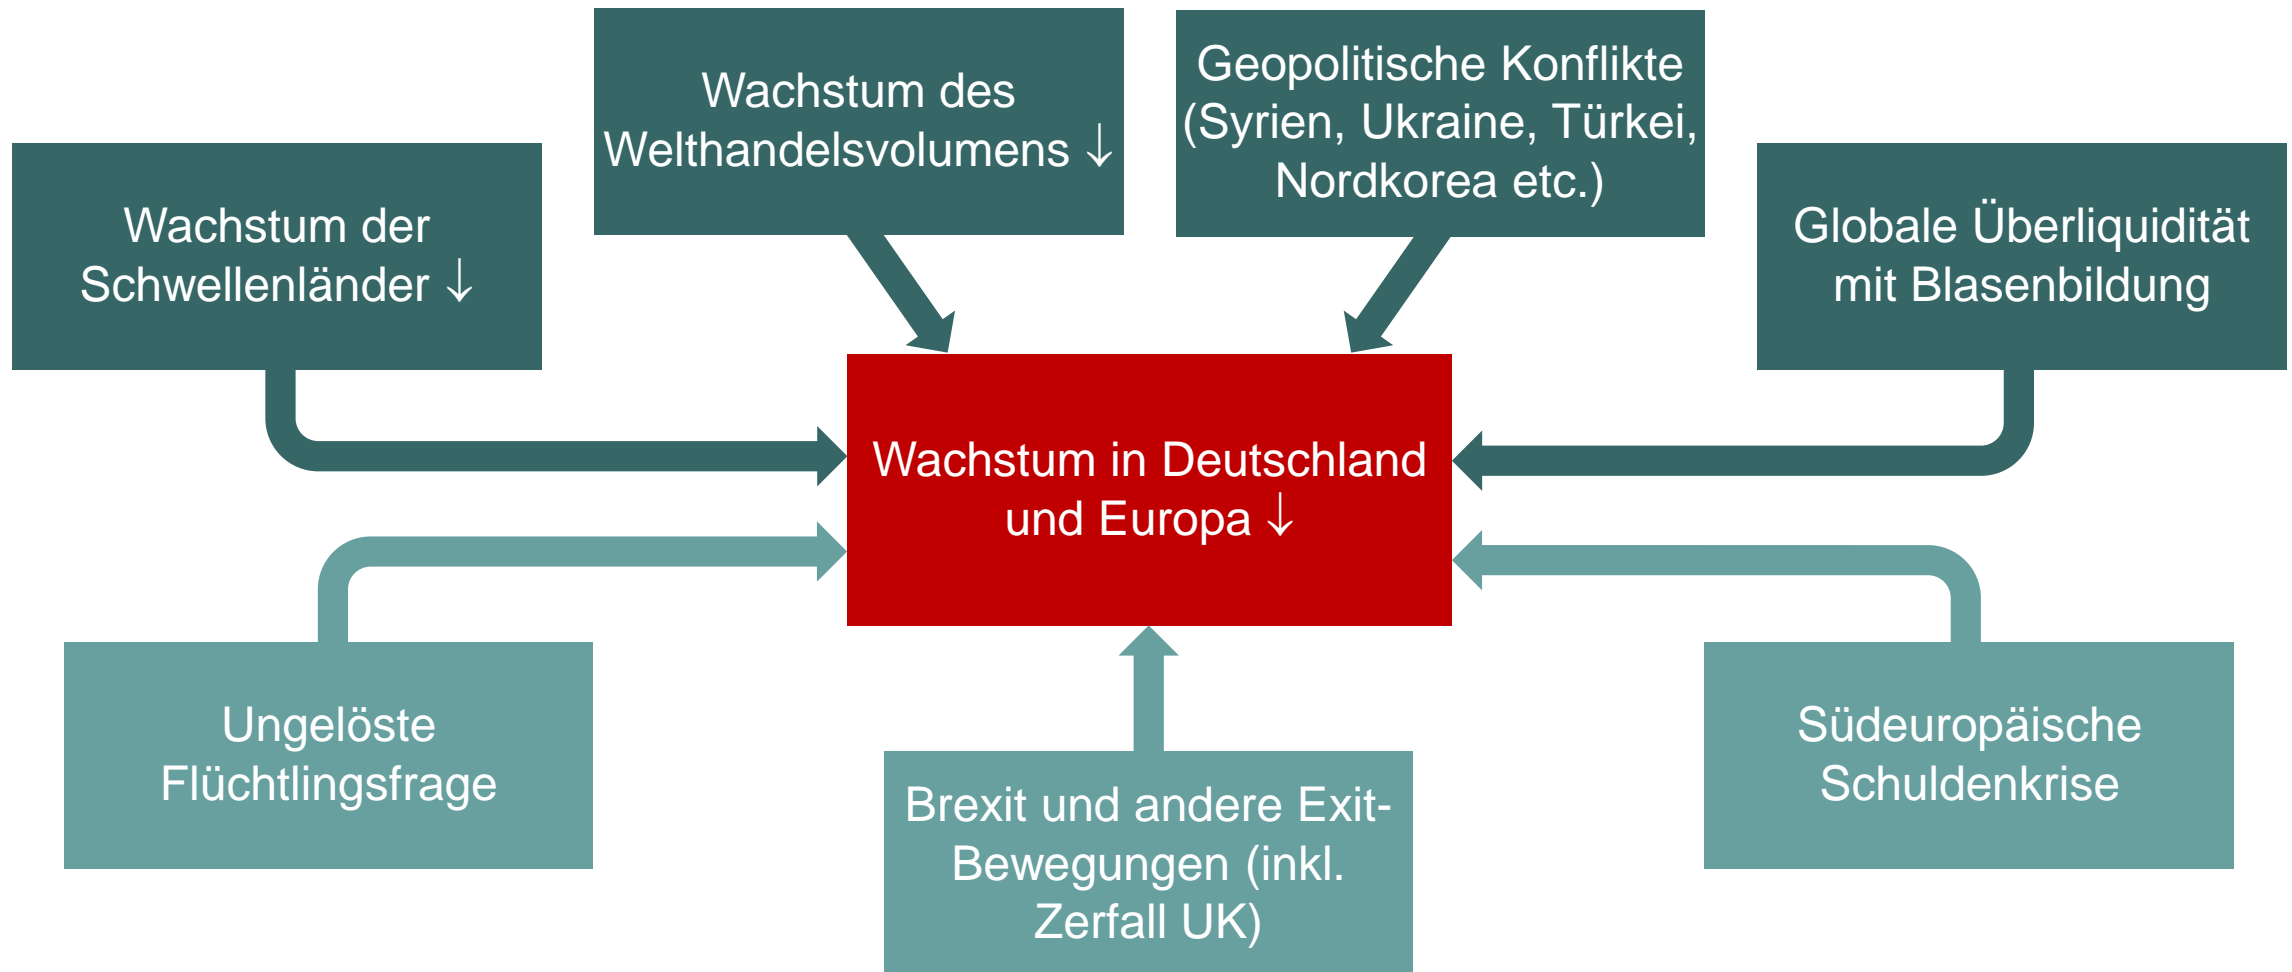 Wachstum des
Welthandelsvolumens ↓
Geopolitische Konflikte
(Syrien, Ukraine, Türkei,
Nordkorea etc.)
Wachstum der
Schwellenländer ↓
Globale Überliquidität
mit Blasenbildung
Wachstum in Deutschland
und Europa ↓
Ungelöste
Flüchtlingsfrage
Brexit und andere Exit-
Bewegungen (inkl.
Zerfall UK)
Südeuropäische
Schuldenkrise